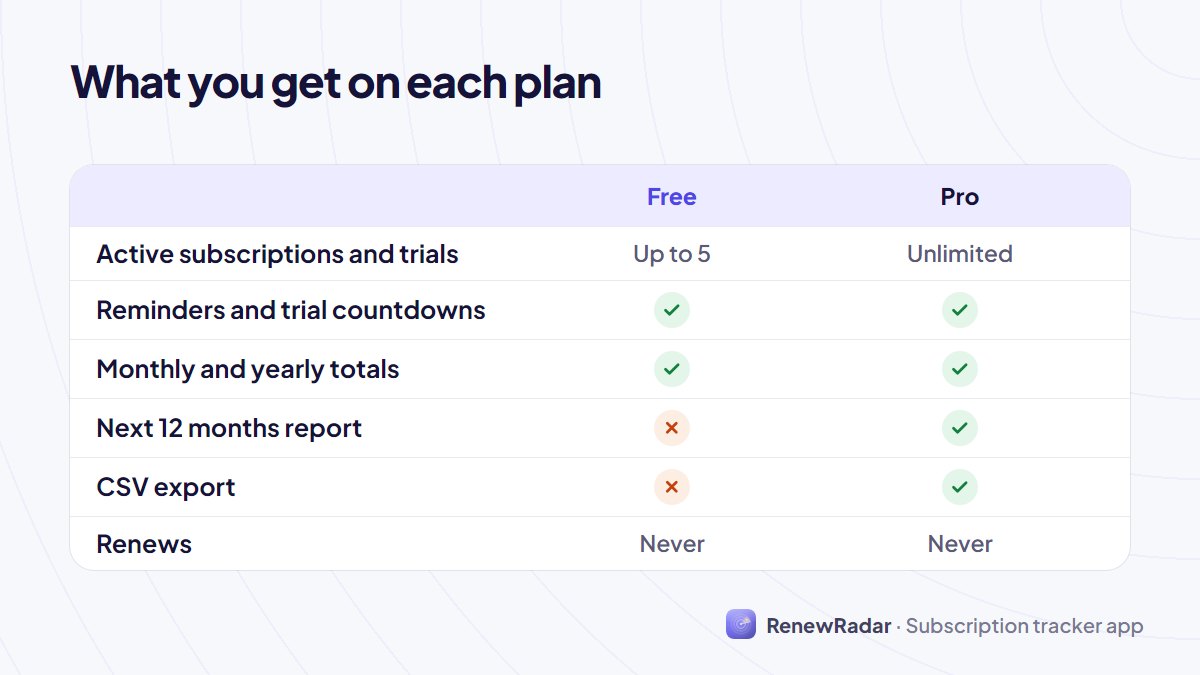 What you get on each plan
Free Pro
Active subscriptions and trials Up to 5 Unlimited
Reminders and trial countdowns
Monthly and yearly totals
Next 12 months report
CSV export
Renews Never Never
RenewRadar · Subscription tracker app